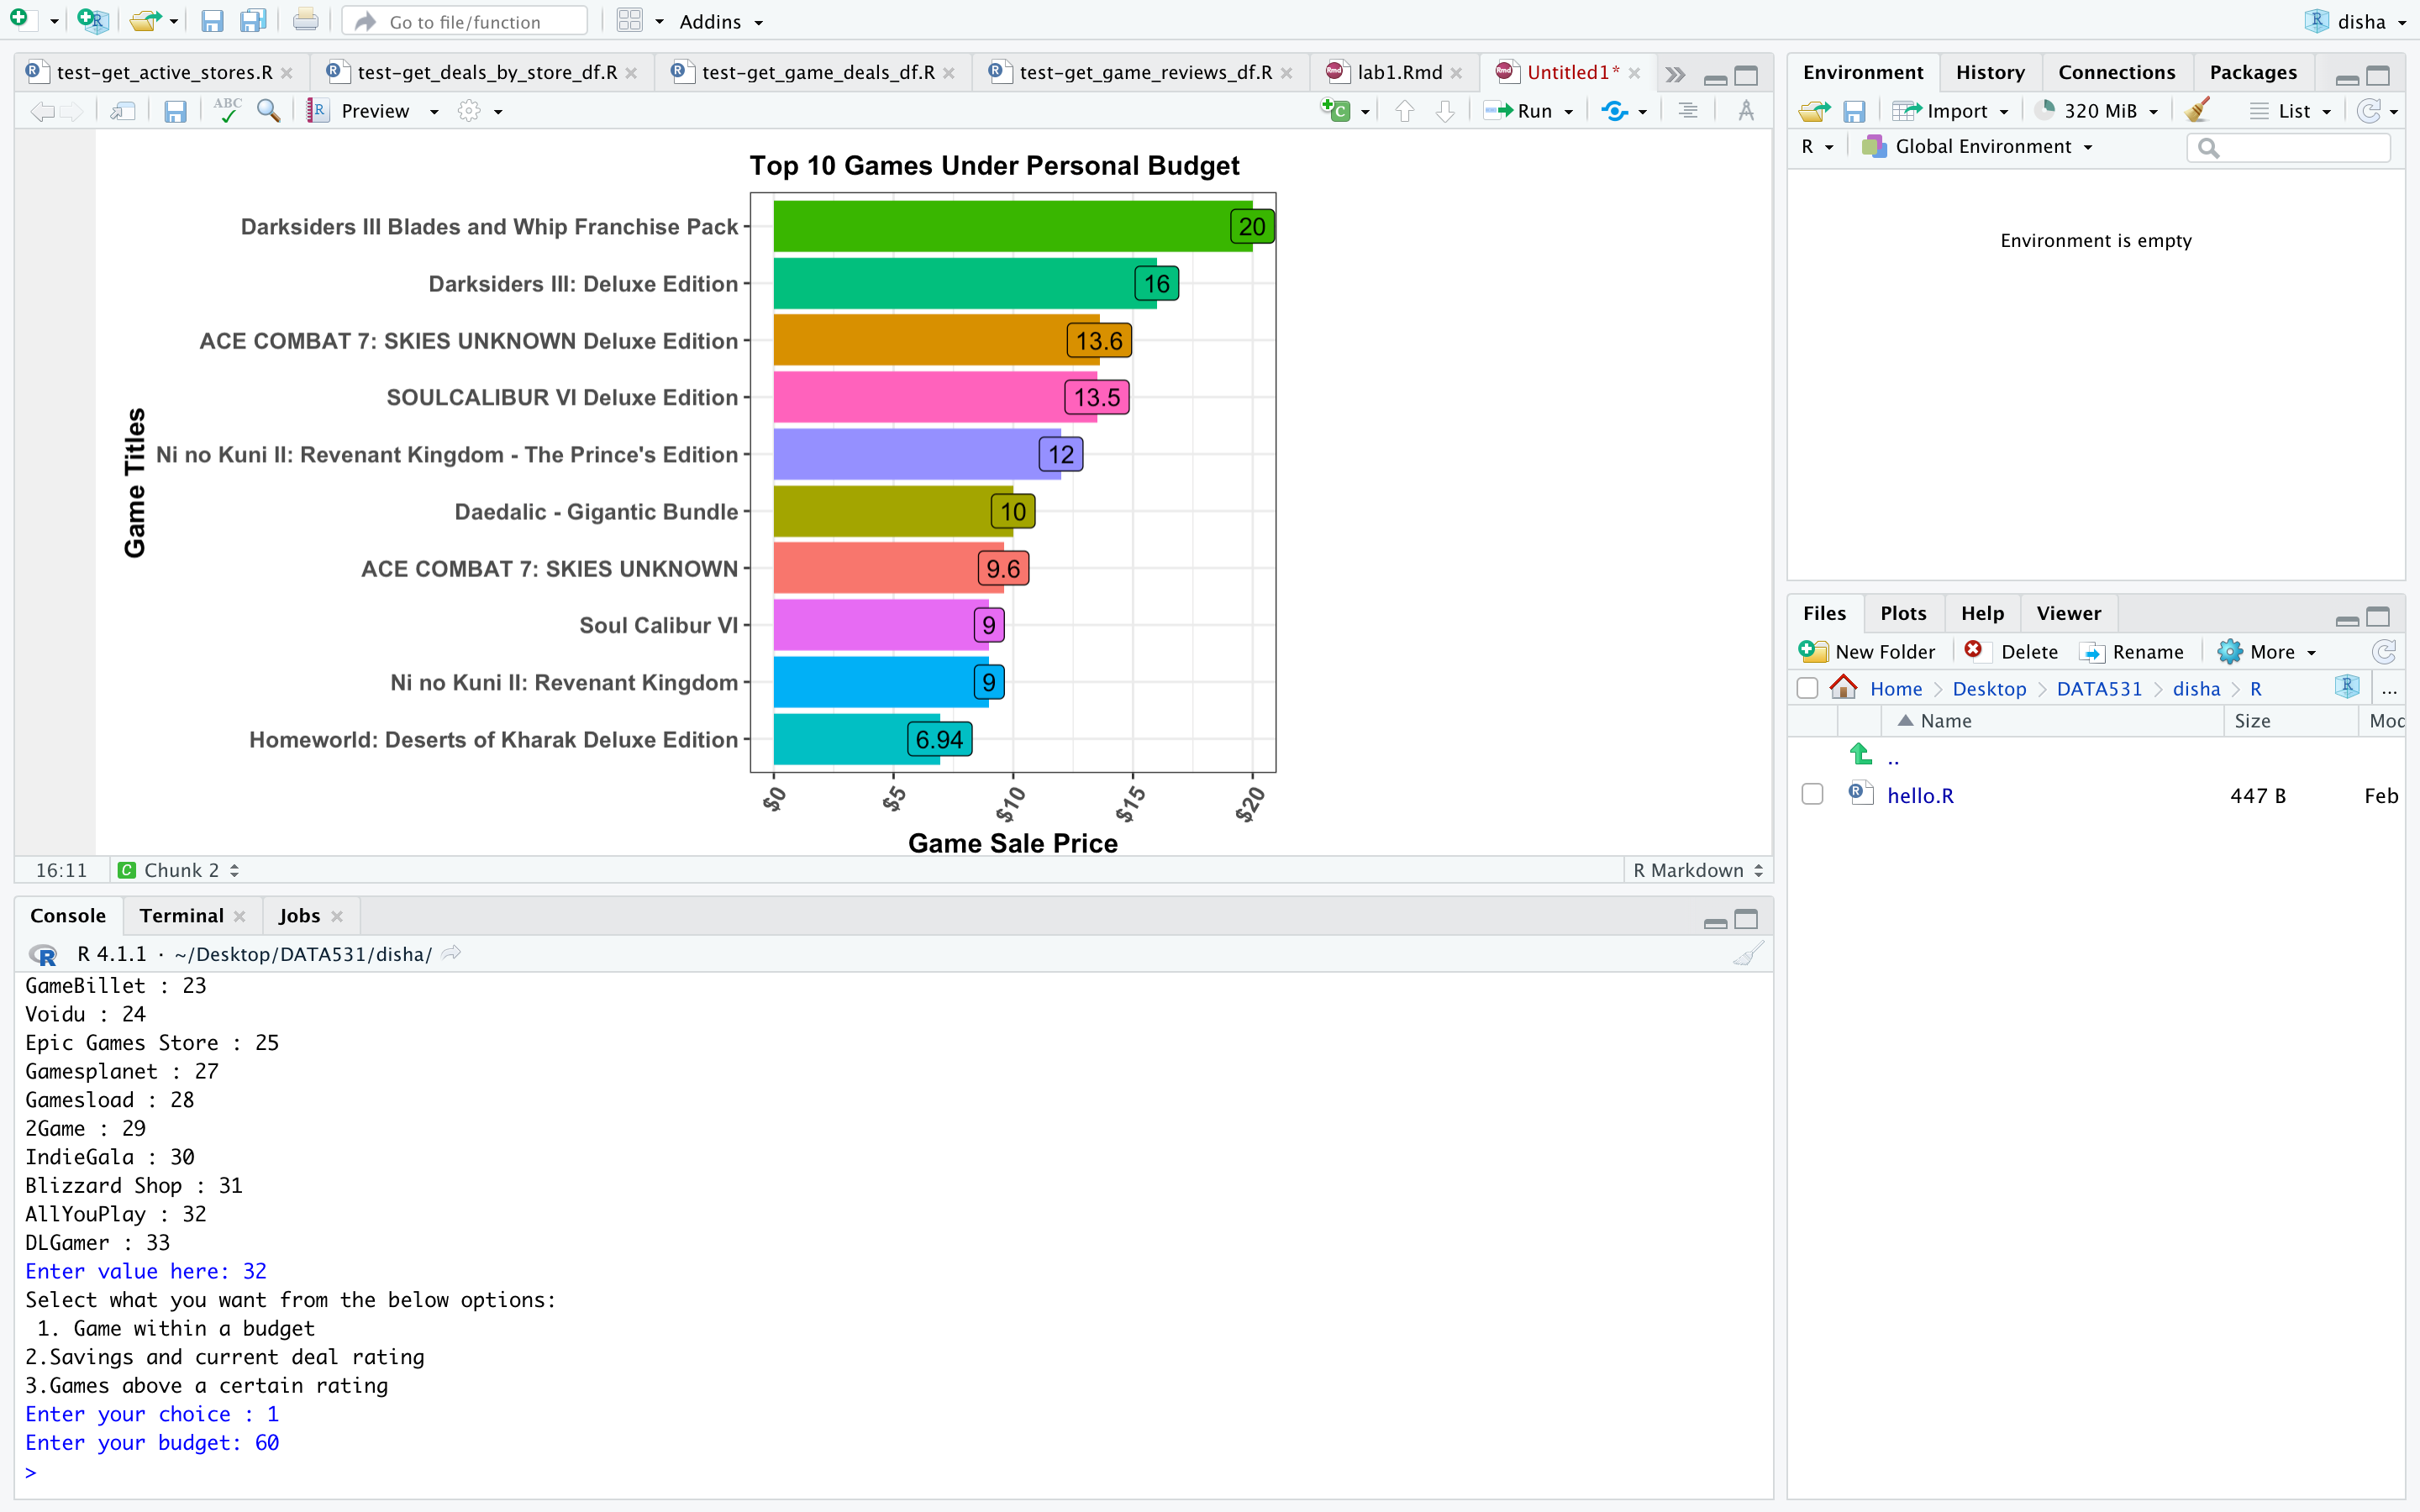 Go to file/function
Addins
disha
test-get_active_stores.R
test-get_deals_by_store_df.R
test-get_game_deals_df.R
test-get_game_reviews_df.R
lab1.Rmd
Untitled1*
ABC
Preview
Run
Top 10 Games Under Personal Budget
Game Titles
Darksiders III Blades and Whip Franchise Pack 20
Darksiders III: Deluxe Edition 16
ACE COMBAT 7: SKIES UNKNOWN Deluxe Edition 13.6
SOULCALIBUR VI Deluxe Edition 13.5
Ni no Kuni II: Revenant Kingdom - The Prince's Edition 12
Daedalic - Gigantic Bundle 10
ACE COMBAT 7: SKIES UNKNOWN 9.6
Soul Calibur VI 9
Ni no Kuni II: Revenant Kingdom 9
Homeworld: Deserts of Kharak Deluxe Edition 6.94
$0 $5 $10 $15 $20
Game Sale Price
16:11 C Chunk 2 R Markdown
Console Terminal Jobs
R 4.1.1 · ~/Desktop/DATA531/disha/
GameBillet : 23
Voidu : 24
Epic Games Store : 25
Gamesplanet : 27
Gamesload : 28
2Game : 29
IndieGala : 30
Blizzard Shop : 31
AllYouPlay : 32
DLGamer : 33
Enter value here: 32
Select what you want from the below options:
1. Game within a budget
2.Savings and current deal rating
3.Games above a certain rating
Enter your choice : 1
Enter your budget: 60
>
Environment History Connections Packages
Import 320 MiB List
R Global Environment
Environment is empty
Files Plots Help Viewer
New Folder Delete Rename More
Home Desktop DATA531 disha R ...
Name Size Mod
..
hello.R 447 B Feb